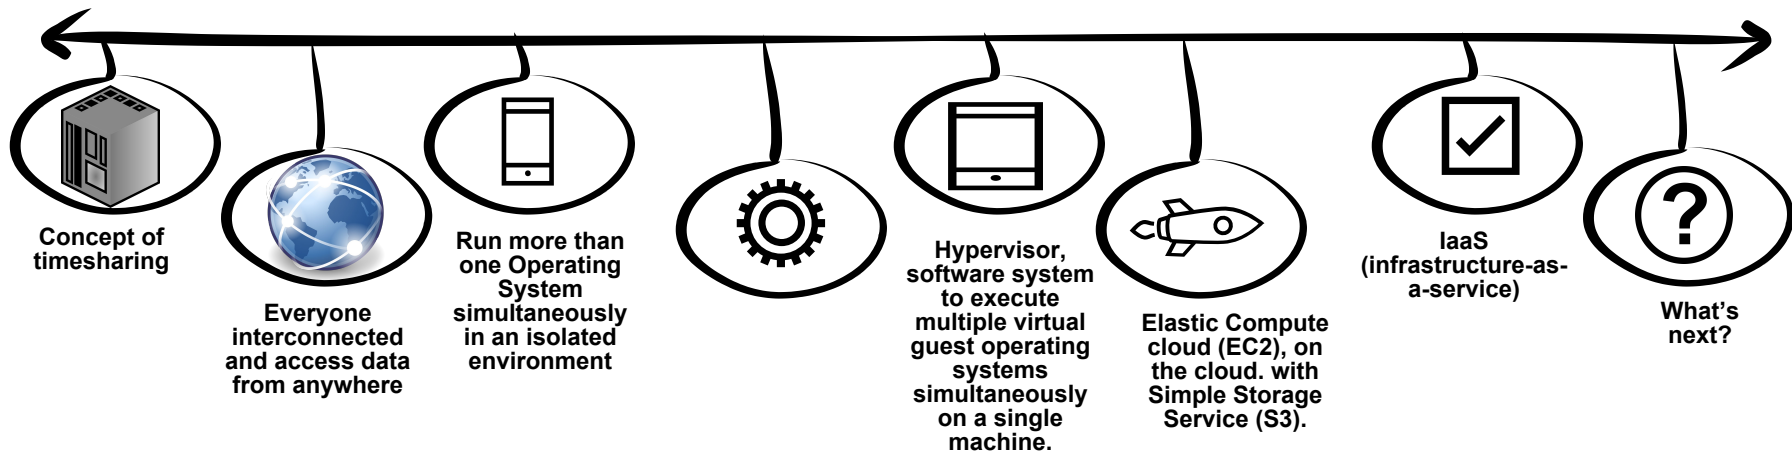 Concept of
timesharing
Everyone
interconnected
and access data
from anywhere
Run more than
one Operating
System
simultaneously
in an isolated
environment
Hypervisor,
software system
to execute
multiple virtual
guest operating
systems
simultaneously
on a single
machine.
Elastic Compute
cloud (EC2), on
the cloud. with
Simple Storage
Service (S3).
IaaS
(infrastructure-as-
a-service)
?
What's
next?